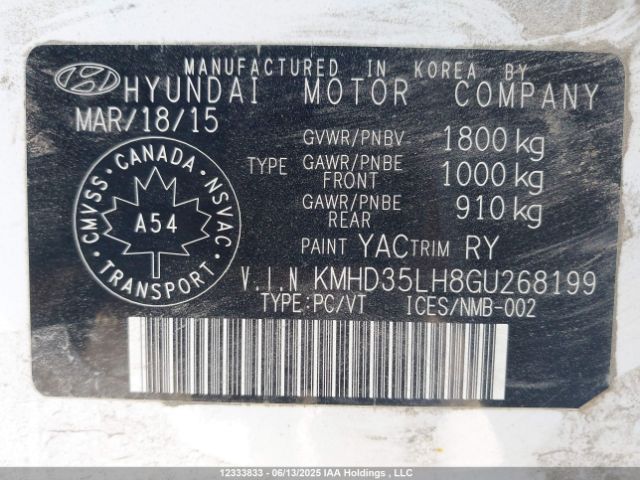 MANUFACTURED IN KOREA BY
HYUNDAI MOTOR COMPANY
MAR/18/15
GVWR/PNBV 1800 kg
TYPE GAWR/PNBE FRONT 1000 kg
GAWR/PNBE REAR 910 kg
PAINT YAC TRIM RY
CMVSS · CANADA · NSVAC
A54
TRANSPORT
V.I.N KMHD35LH8GU268199
TYPE:PC/VT ICES/NMB-002
12333833 - 06/13/2025 IAA Holdings , LLC